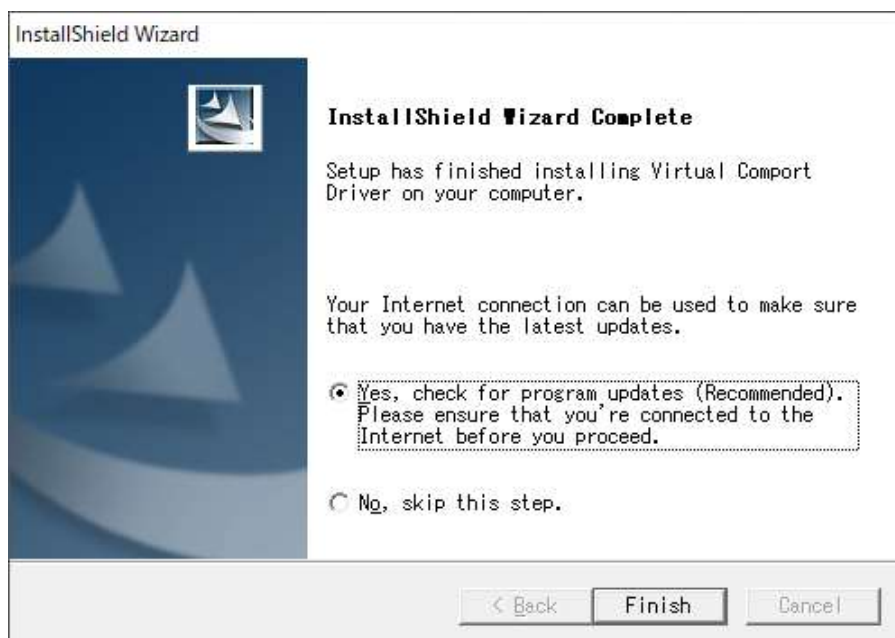 InstallShield Wizard
InstallShield Wizard Complete
Setup has finished installing Virtual Comport
Driver on your computer.
Your Internet connection can be used to make sure
that you have the latest updates.
Yes, check for program updates (Recommended).
Please ensure that you're connected to the
Internet before you proceed.
No, skip this step.
< Back
Finish
Cancel